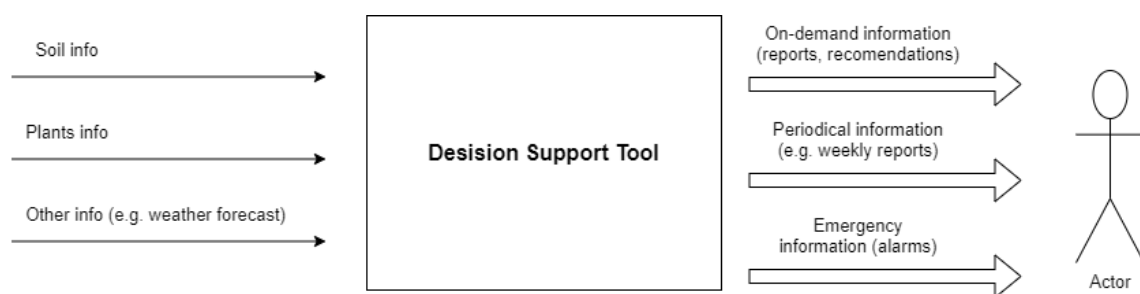 Soil info
Plants info
Other info (e.g. weather forecast)
Desision Support Tool
On-demand information
(reports, recomendations)
Periodical information
(e.g. weekly reports)
Emergency
information (alarms)
Actor